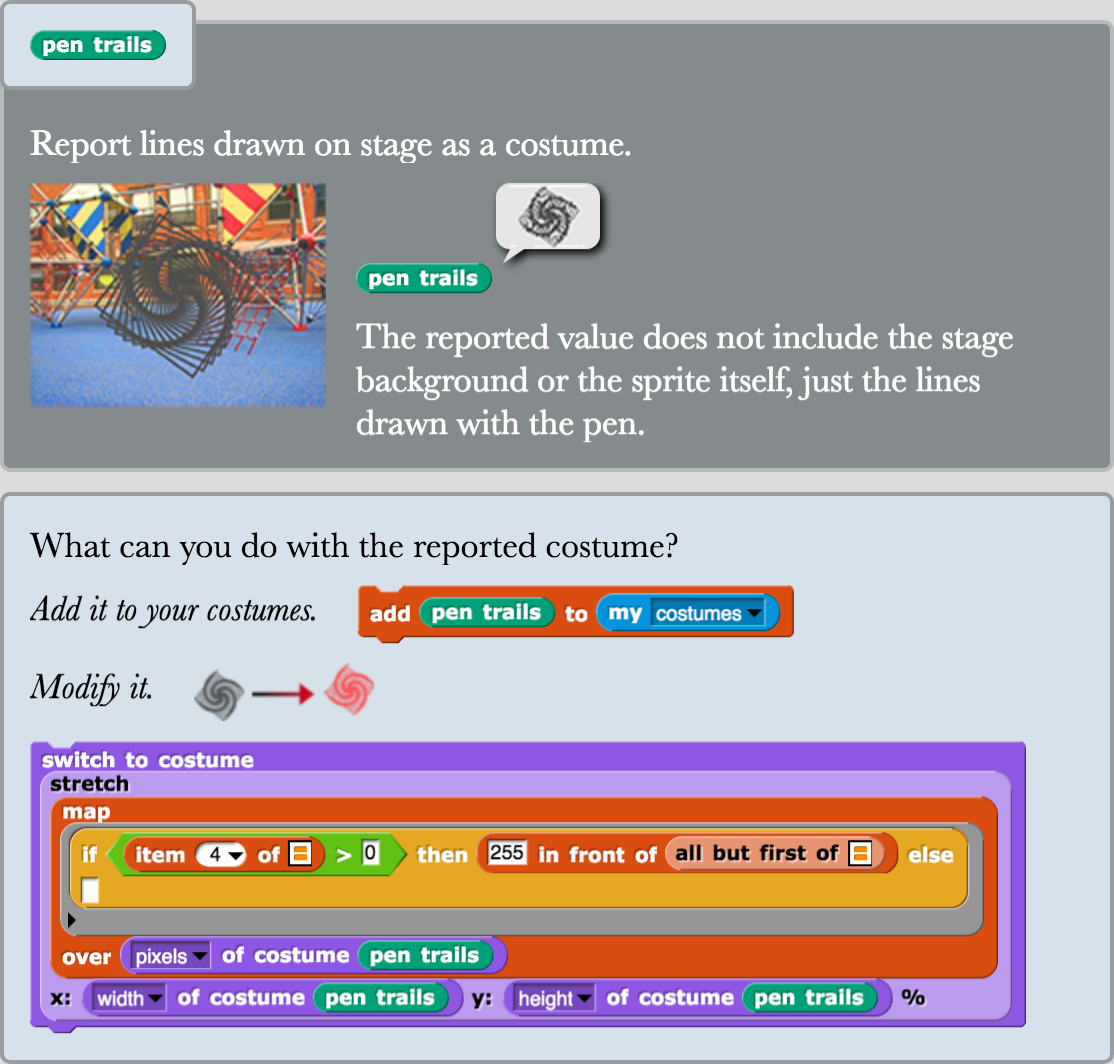 pen trails
Report lines drawn on stage as a costume.
pen trails
The reported value does not include the stage
background or the sprite itself, just the lines
drawn with the pen.
What can you do with the reported costume?
Add it to your costumes.
add pen trails to my costumes
Modify it.
switch to costume
stretch
map
if item 4 of > 0 then 255 in front of all but first of else
over pixels of costume pen trails
x: width of costume pen trails y: height of costume pen trails %